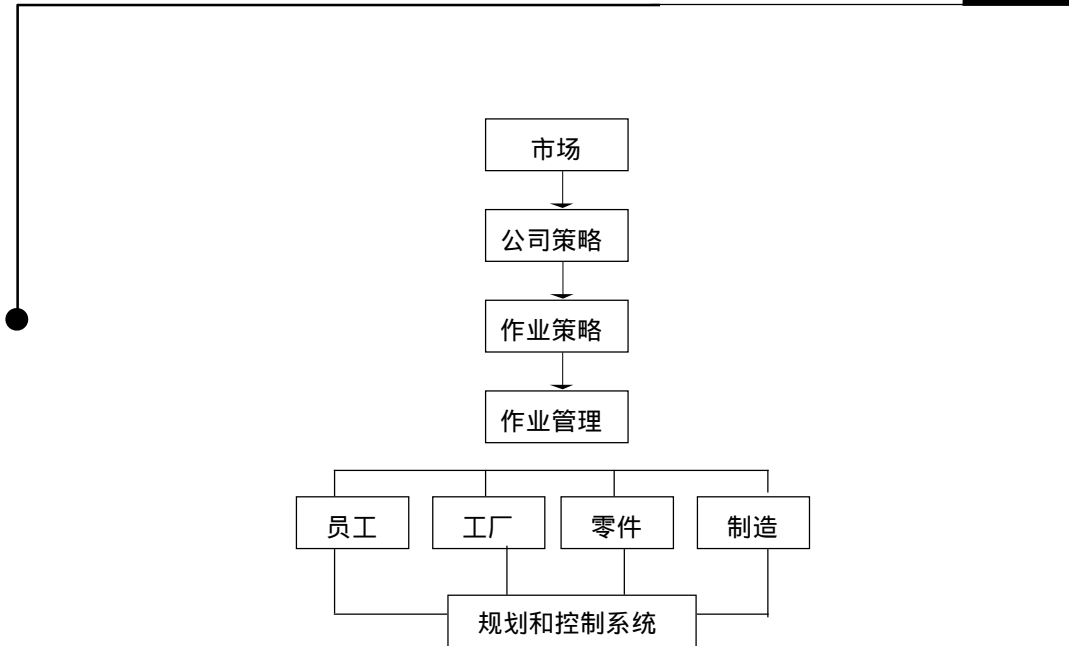 市场
公司策略
作业策略
作业管理
员工 工厂 零件 制造
规划和控制系统